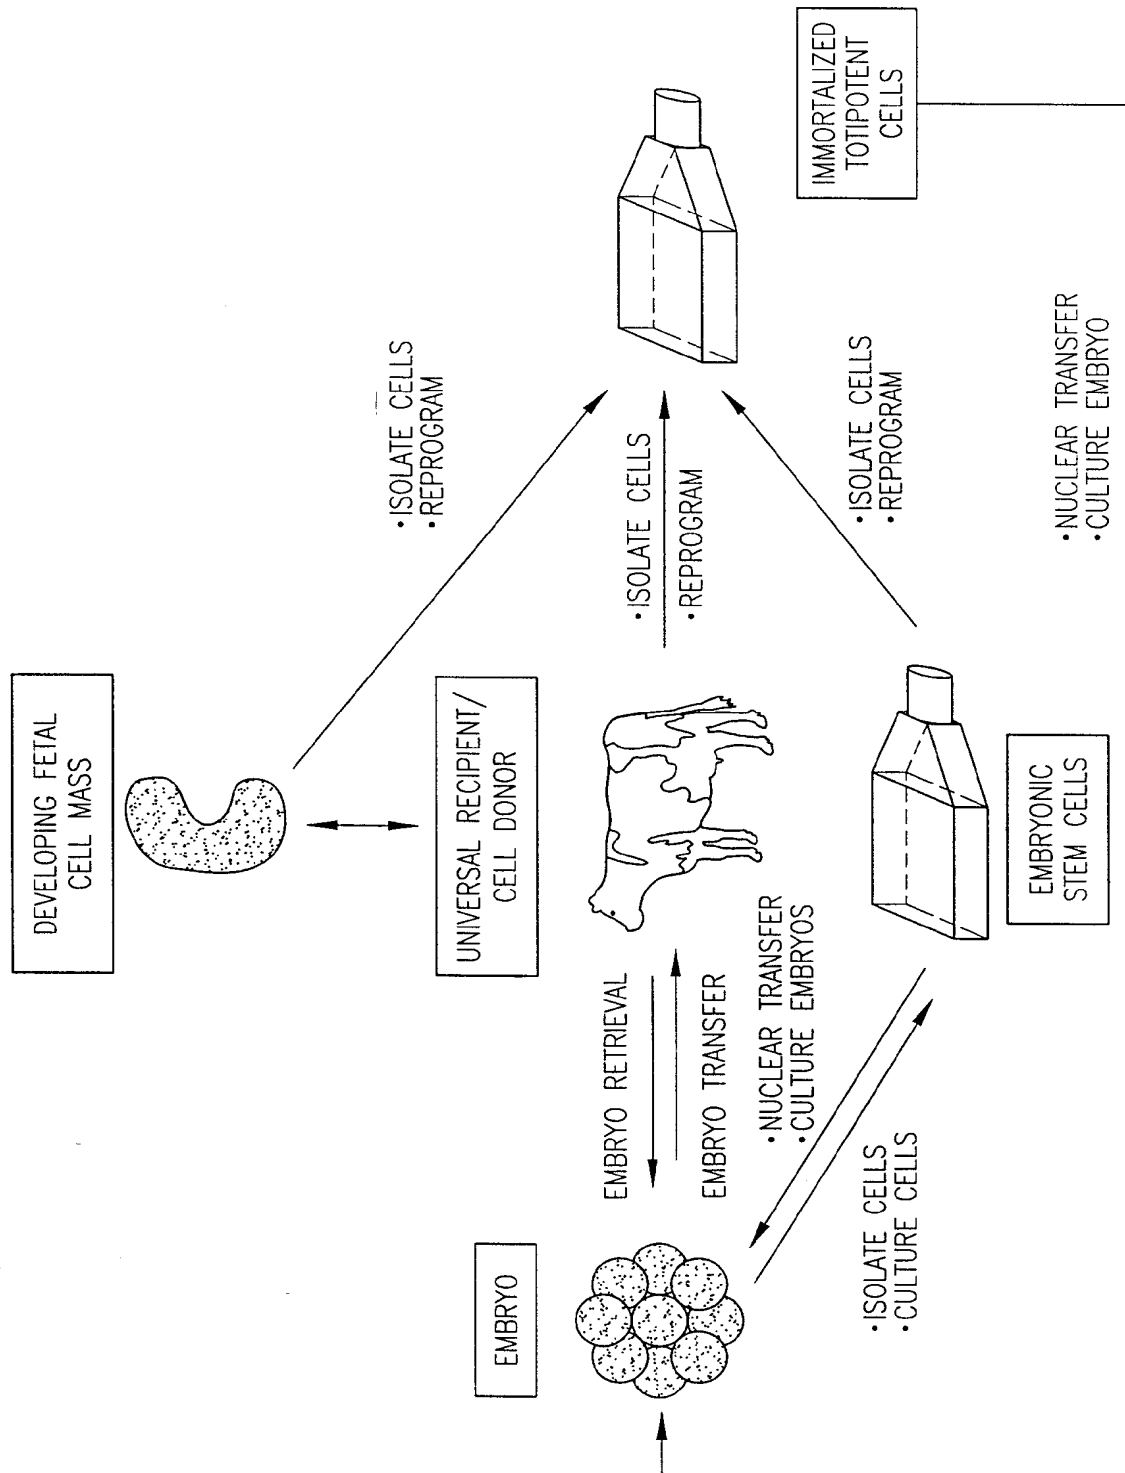 DEVELOPING FETAL
CELL MASS
• ISOLATE CELLS
• REPROGRAM
EMBRYO
UNIVERSAL RECIPIENT/
CELL DONOR
EMBRYO RETRIEVAL
EMBRYO TRANSFER
• ISOLATE CELLS
• REPROGRAM
• NUCLEAR TRANSFER
• CULTURE EMBRYOS
• ISOLATE CELLS
• CULTURE CELLS
EMBRYONIC
STEM CELLS
• ISOLATE CELLS
• REPROGRAM
IMMORTALIZED
TOTIPOTENT
CELLS
• NUCLEAR TRANSFER
• CULTURE EMBRYO